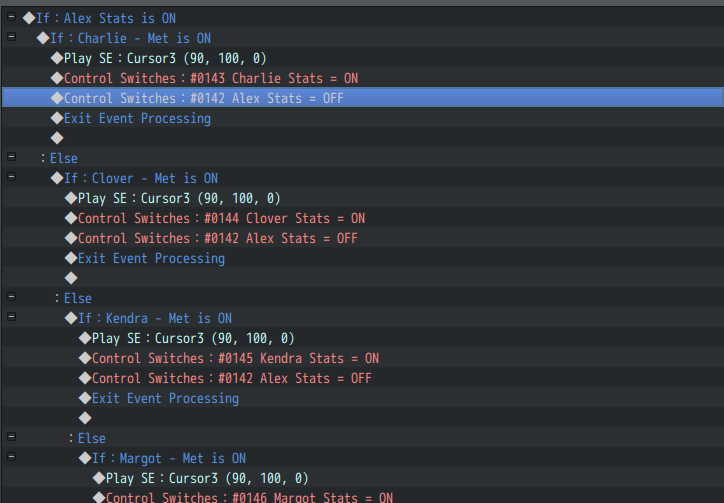 ◆If：Alex Stats is ON
◆If：Charlie - Met is ON
◆Play SE：Cursor3 (90, 100, 0)
◆Control Switches：#0143 Charlie Stats = ON
◆Control Switches：#0142 Alex Stats = OFF
◆Exit Event Processing
◆
：Else
◆If：Clover - Met is ON
◆Play SE：Cursor3 (90, 100, 0)
◆Control Switches：#0144 Clover Stats = ON
◆Control Switches：#0142 Alex Stats = OFF
◆Exit Event Processing
◆
：Else
◆If：Kendra - Met is ON
◆Play SE：Cursor3 (90, 100, 0)
◆Control Switches：#0145 Kendra Stats = ON
◆Control Switches：#0142 Alex Stats = OFF
◆Exit Event Processing
◆
：Else
◆If：Margot - Met is ON
◆Play SE：Cursor3 (90, 100, 0)
◆Control Switches：#0146 Margot Stats = ON